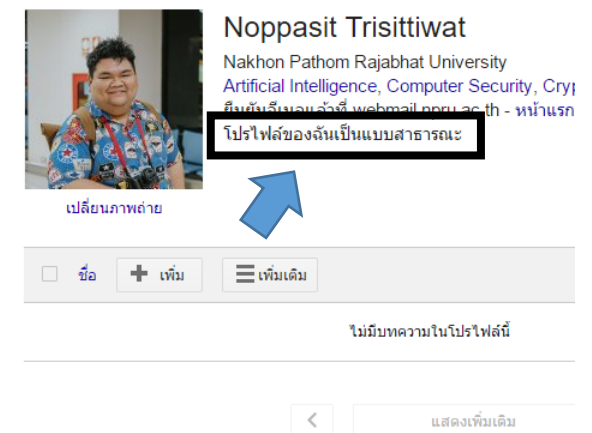 Noppasit Trisittiwat
Nakhon Pathom Rajabhat University
Artificial Intelligence, Computer Security, Cryp
ยืนยันอีเมลแล้วที่ webmail.npru.ac.th - หน้าแรก
โปรไฟล์ของฉันเป็นแบบสาธารณะ
เปลี่ยนภาพถ่าย
ชื่อ เพิ่ม เพิ่มเติม
ไม่มีบทความในโปรไฟล์นี้
แสดงเพิ่มเติม